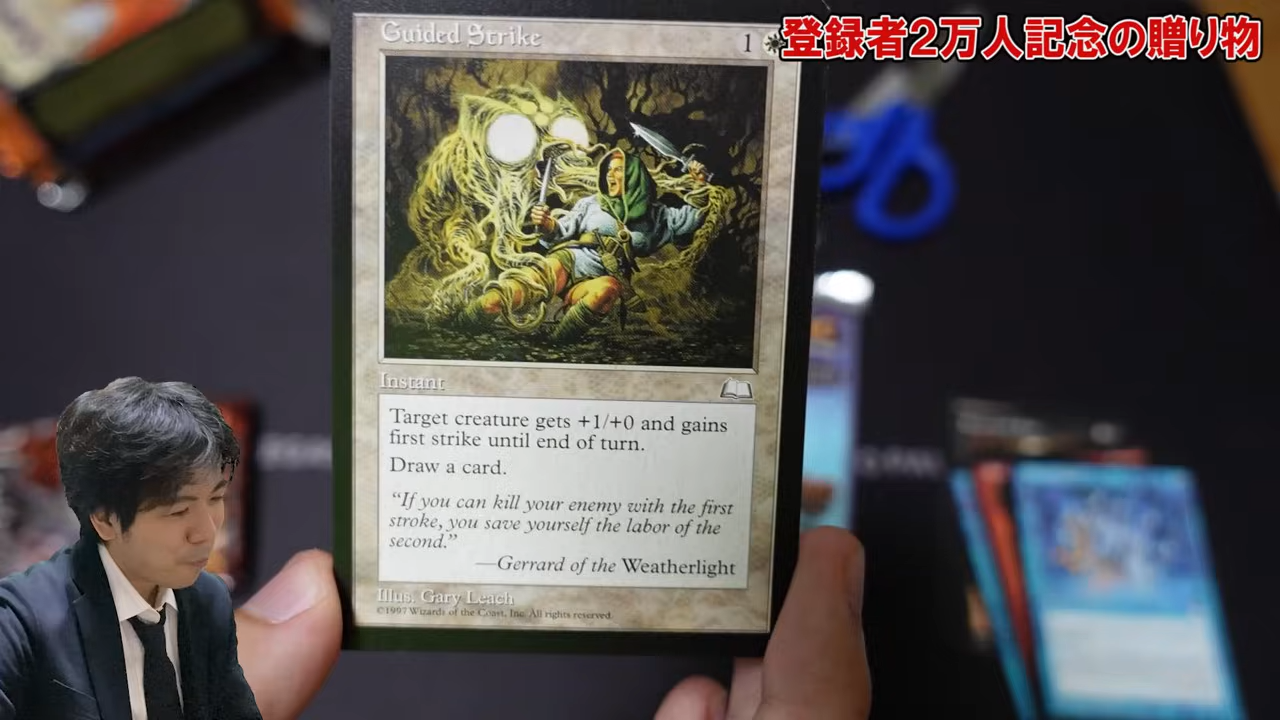 登録者2万人記念の贈り物
Guided Strike
1
Instant
Target creature gets +1/+0 and gains
first strike until end of turn.
Draw a card.
“If you can kill your enemy with the first
stroke, you save yourself the labor of the
second.”
—Gerrard of the Weatherlight
Illus. Gary Leach
©1997 Wizards of the Coast, Inc. All rights reserved.